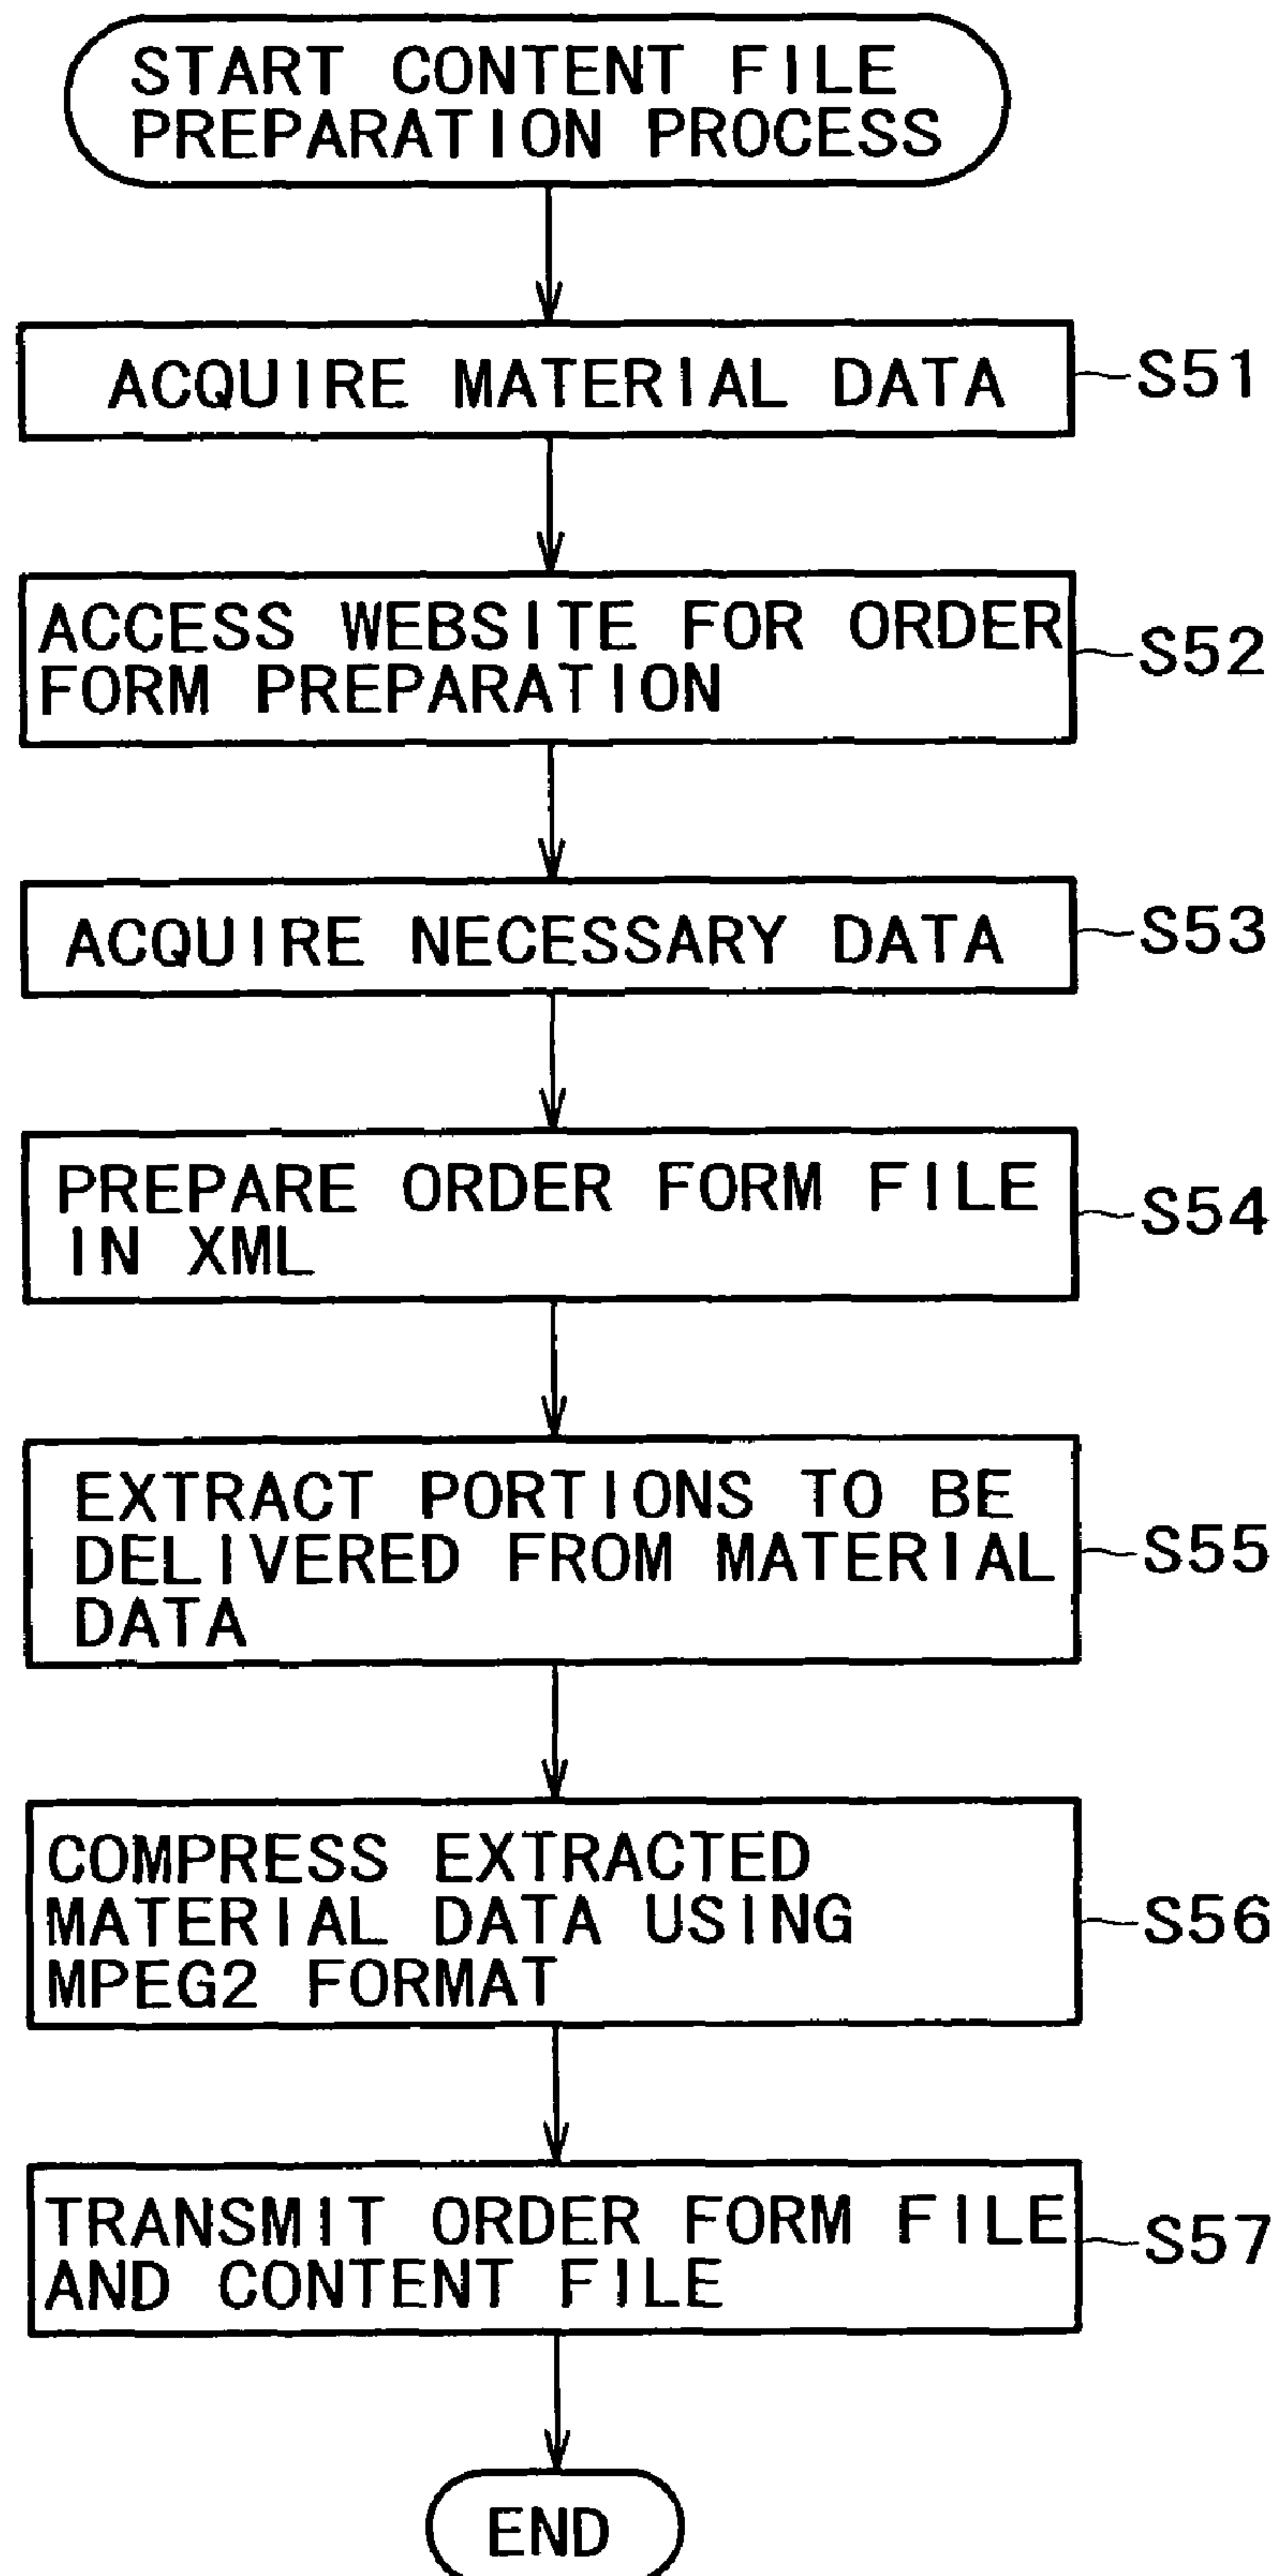 START CONTENT FILE
PREPARATION PROCESS
ACQUIRE MATERIAL DATA
S51
ACCESS WEBSITE FOR ORDER
FORM PREPARATION
S52
ACQUIRE NECESSARY DATA
S53
PREPARE ORDER FORM FILE
IN XML
S54
EXTRACT PORTIONS TO BE
DELIVERED FROM MATERIAL
DATA
S55
COMPRESS EXTRACTED
MATERIAL DATA USING
MPEG2 FORMAT
S56
TRANSMIT ORDER FORM FILE
AND CONTENT FILE
S57
END